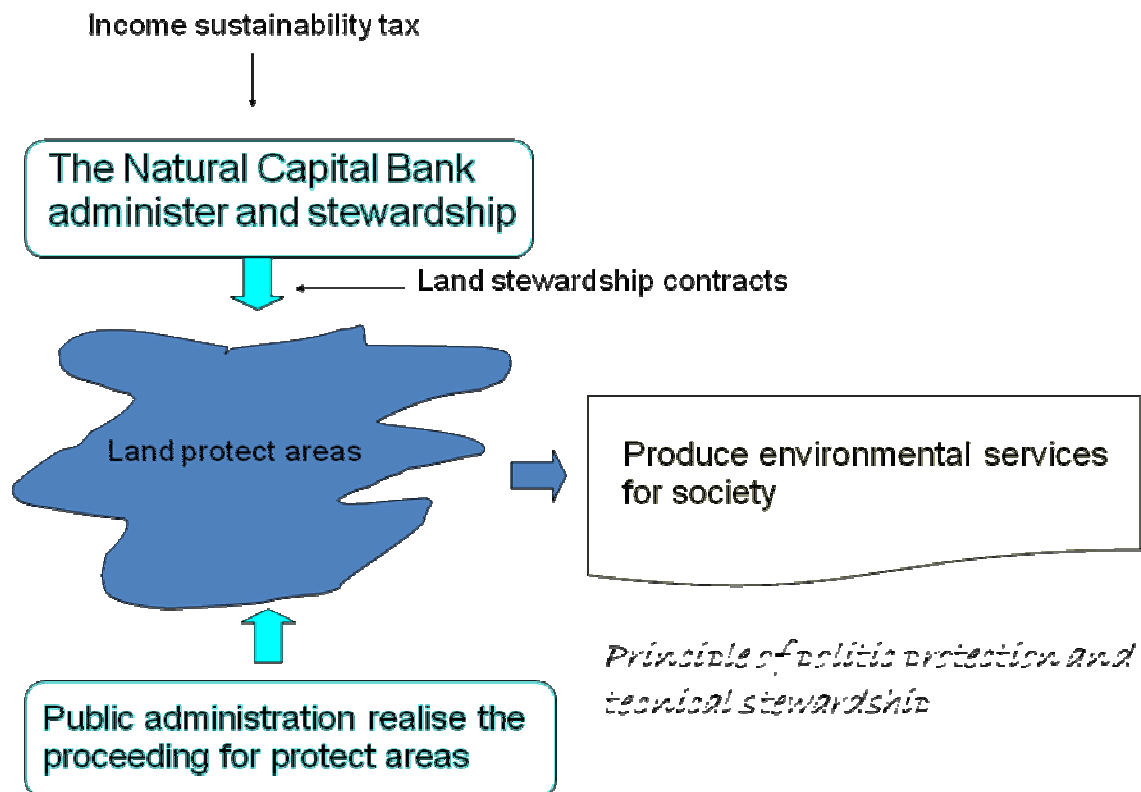 Income sustainability tax
The Natural Capital Bank
administer and stewardship
Land stewardship contracts
Land protect areas
Produce environmental services
for society
Principle of politic protection and
tecnical stewardship
Public administration realise the
proceeding for protect areas